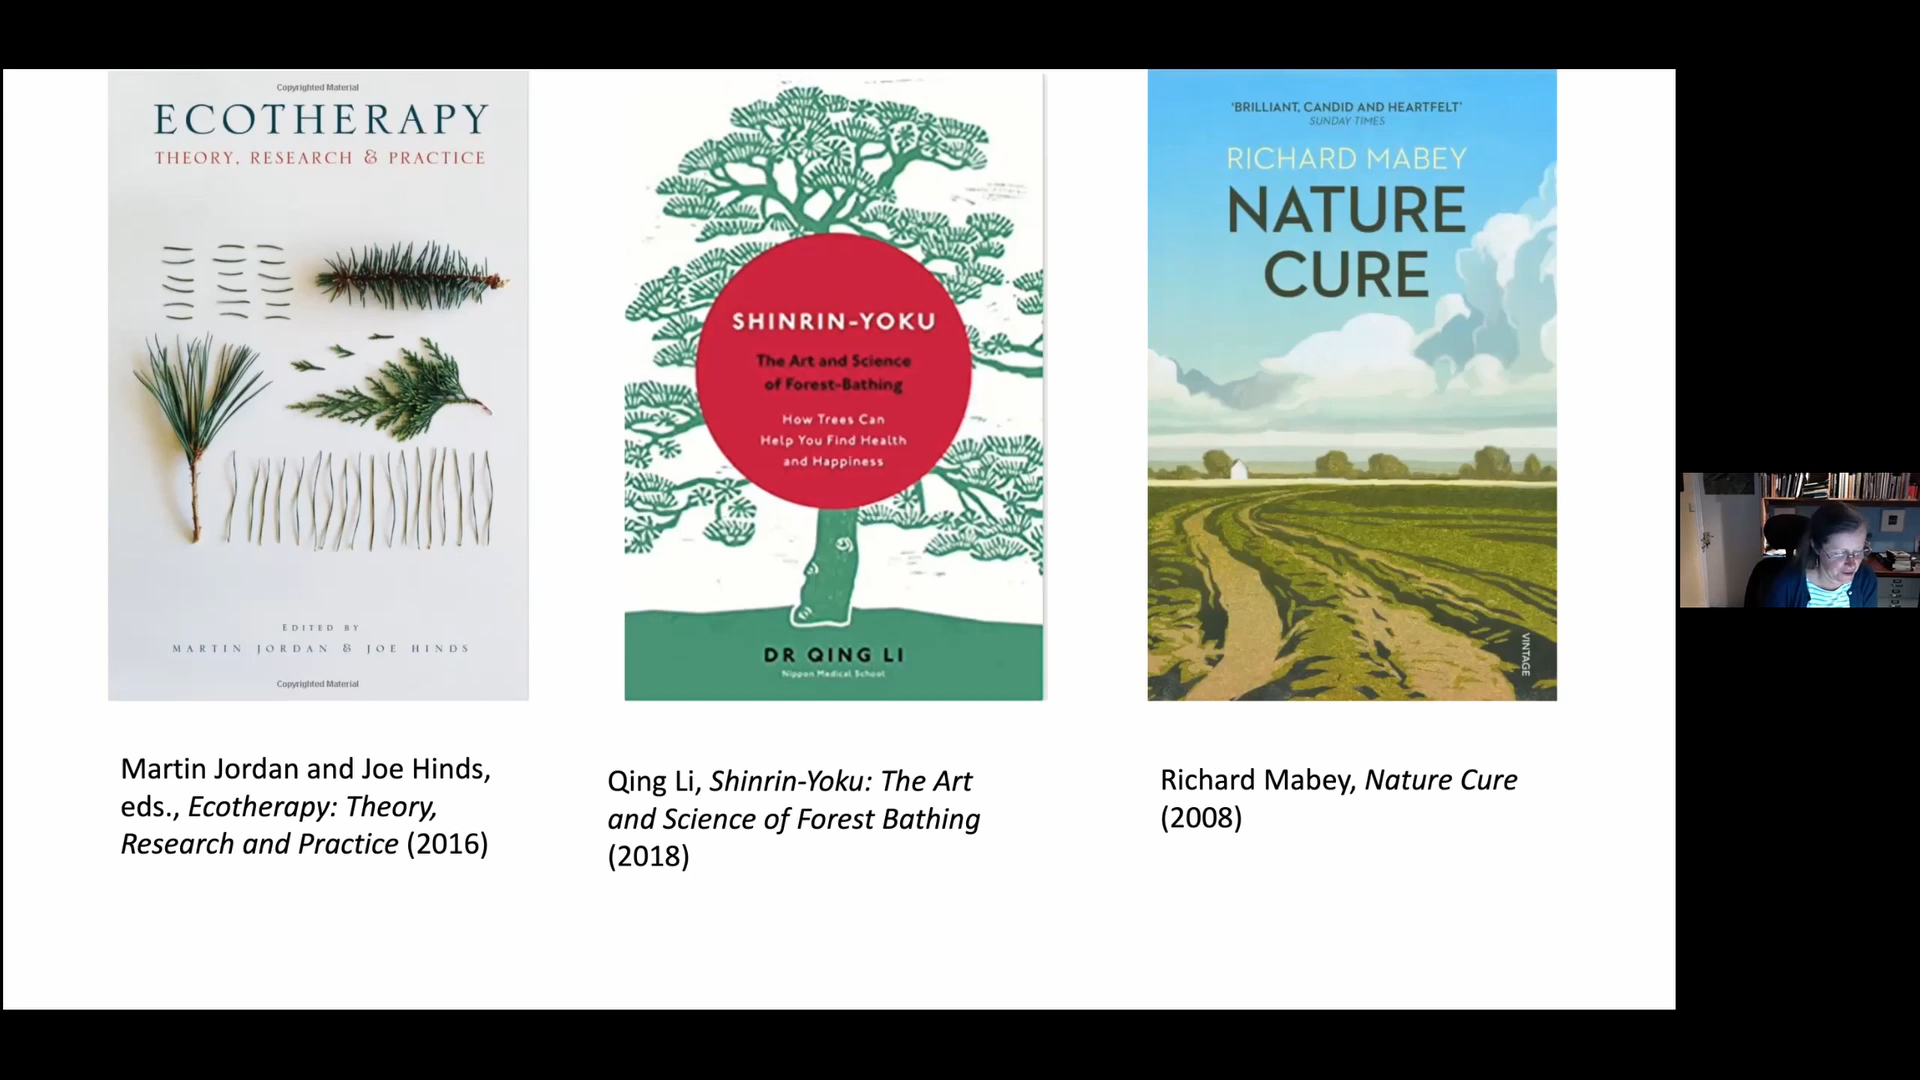 Copyrighted Material
ECOTHERAPY
THEORY, RESEARCH & PRACTICE
EDITED BY
MARTIN JORDAN & JOE HINDS
Copyrighted Material
SHINRIN-YOKU
The Art and Science
of Forest-Bathing
How Trees Can
Help You Find Health
and Happiness
DR QING LI
Nippon Medical School
'BRILLIANT, CANDID AND HEARTFELT'
SUNDAY TIMES
RICHARD MABEY
NATURE
CURE
VINTAGE
Martin Jordan and Joe Hinds,
eds., Ecotherapy: Theory,
Research and Practice (2016)
Qing Li, Shinrin-Yoku: The Art
and Science of Forest Bathing
(2018)
Richard Mabey, Nature Cure
(2008)